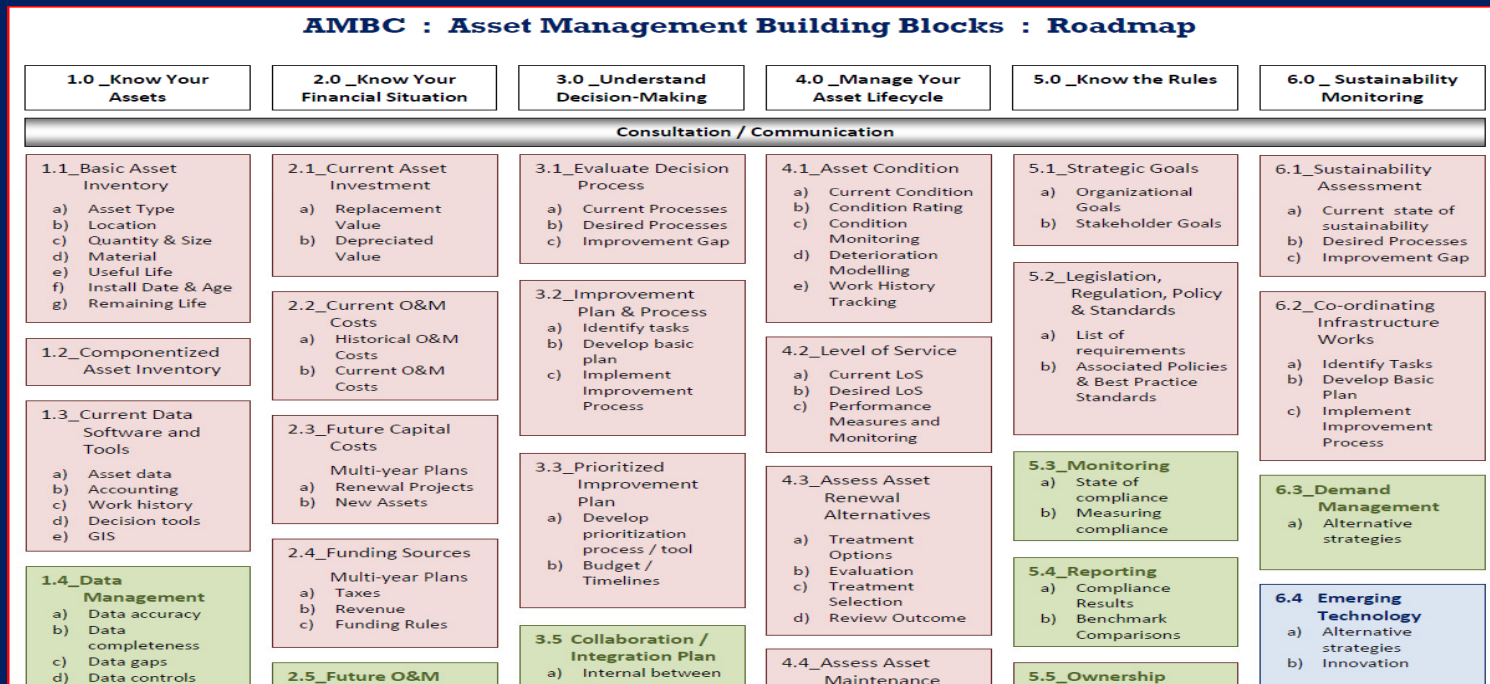 AMBC : Asset Management Building Blocks : Roadmap
1.0 _Know Your
Assets
2.0 _Know Your
Financial Situation
3.0 _Understand
Decision-Making
4.0 _Manage Your
Asset Lifecycle
5.0 _Know the Rules
6.0 _ Sustainability
Monitoring
Consultation / Communication
1.1_Basic Asset
Inventory
a) Asset Type
b) Location
c) Quantity & Size
d) Material
e) Useful Life
f) Install Date & Age
g) Remaining Life
1.2_Componentized
Asset Inventory
1.3_Current Data
Software and
Tools
a) Asset data
b) Accounting
c) Work history
d) Decision tools
e) GIS
1.4_Data
Management
a) Data accuracy
b) Data
completeness
c) Data gaps
d) Data controls
2.1_Current Asset
Investment
a) Replacement
Value
b) Depreciated
Value
2.2_Current O&M
Costs
a) Historical O&M
Costs
b) Current O&M
Costs
2.3_Future Capital
Costs
Multi-year Plans
a) Renewal Projects
b) New Assets
2.4_Funding Sources
Multi-year Plans
a) Taxes
b) Revenue
c) Funding Rules
2.5_Future O&M
3.1_Evaluate Decision
Process
a) Current Processes
b) Desired Processes
c) Improvement Gap
3.2_Improvement
Plan & Process
a) Identify tasks
b) Develop basic
plan
c) Implement
Improvement
Process
3.3_Prioritized
Improvement
Plan
a) Develop
prioritization
process / tool
b) Budget /
Timelines
3.5 Collaboration /
Integration Plan
a) Internal between
4.1_Asset Condition
a) Current Condition
b) Condition Rating
c) Condition
Monitoring
d) Deterioration
Modelling
e) Work History
Tracking
4.2_Level of Service
a) Current LoS
b) Desired LoS
c) Performance
Measures and
Monitoring
4.3_Assess Asset
Renewal
Alternatives
a) Treatment
Options
b) Evaluation
c) Treatment
Selection
d) Review Outcome
4.4_Assess Asset
Maintenance
5.1_Strategic Goals
a) Organizational
Goals
b) Stakeholder Goals
5.2_Legislation,
Regulation, Policy
& Standards
a) List of
requirements
b) Associated Policies
& Best Practice
Standards
5.3_Monitoring
a) State of
compliance
b) Measuring
compliance
5.4_Reporting
a) Compliance
Results
b) Benchmark
Comparisons
5.5_Ownership
6.1_Sustainability
Assessment
a) Current state of
sustainability
b) Desired Processes
c) Improvement Gap
6.2_Co-ordinating
Infrastructure
Works
a) Identify Tasks
b) Develop Basic
Plan
c) Implement
Improvement
Process
6.3_Demand
Management
a) Alternative
strategies
6.4 Emerging
Technology
a) Alternative
strategies
b) Innovation